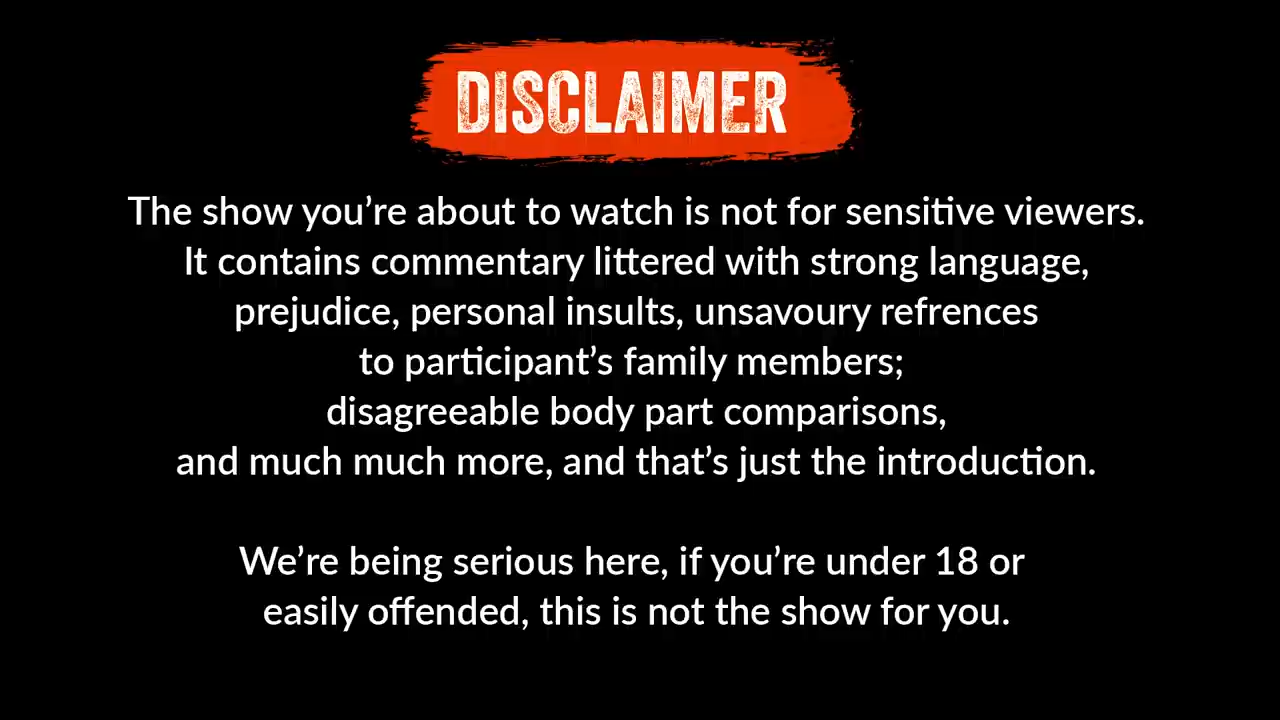 DISCLAIMER
The show you’re about to watch is not for sensitive viewers.
It contains commentary littered with strong language,
prejudice, personal insults, unsavoury refrences
to participant’s family members;
disagreeable body part comparisons,
and much much more, and that’s just the introduction.
We’re being serious here, if you’re under 18 or
easily offended, this is not the show for you.